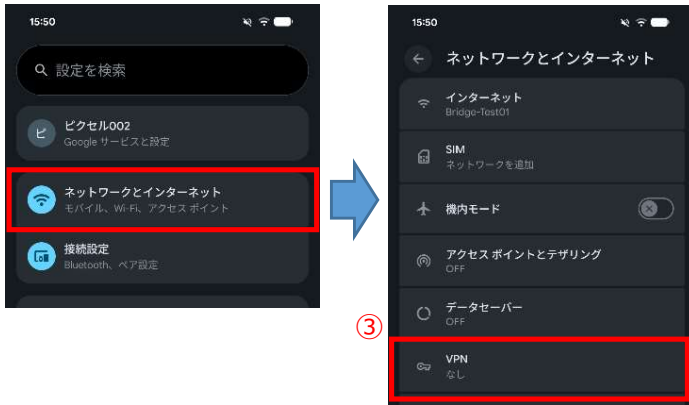 15:50
設定を検索
ピ
ピクセル002
Google サービスと設定
ネットワークとインターネット
モバイル、Wi-Fi、アクセス ポイント
接続設定
Bluetooth、ペア設定
15:50
ネットワークとインターネット
インターネット
Bridge-Test01
SIM
ネットワークを追加
機内モード
アクセス ポイントとテザリング
OFF
データセーバー
OFF
③
VPN
なし